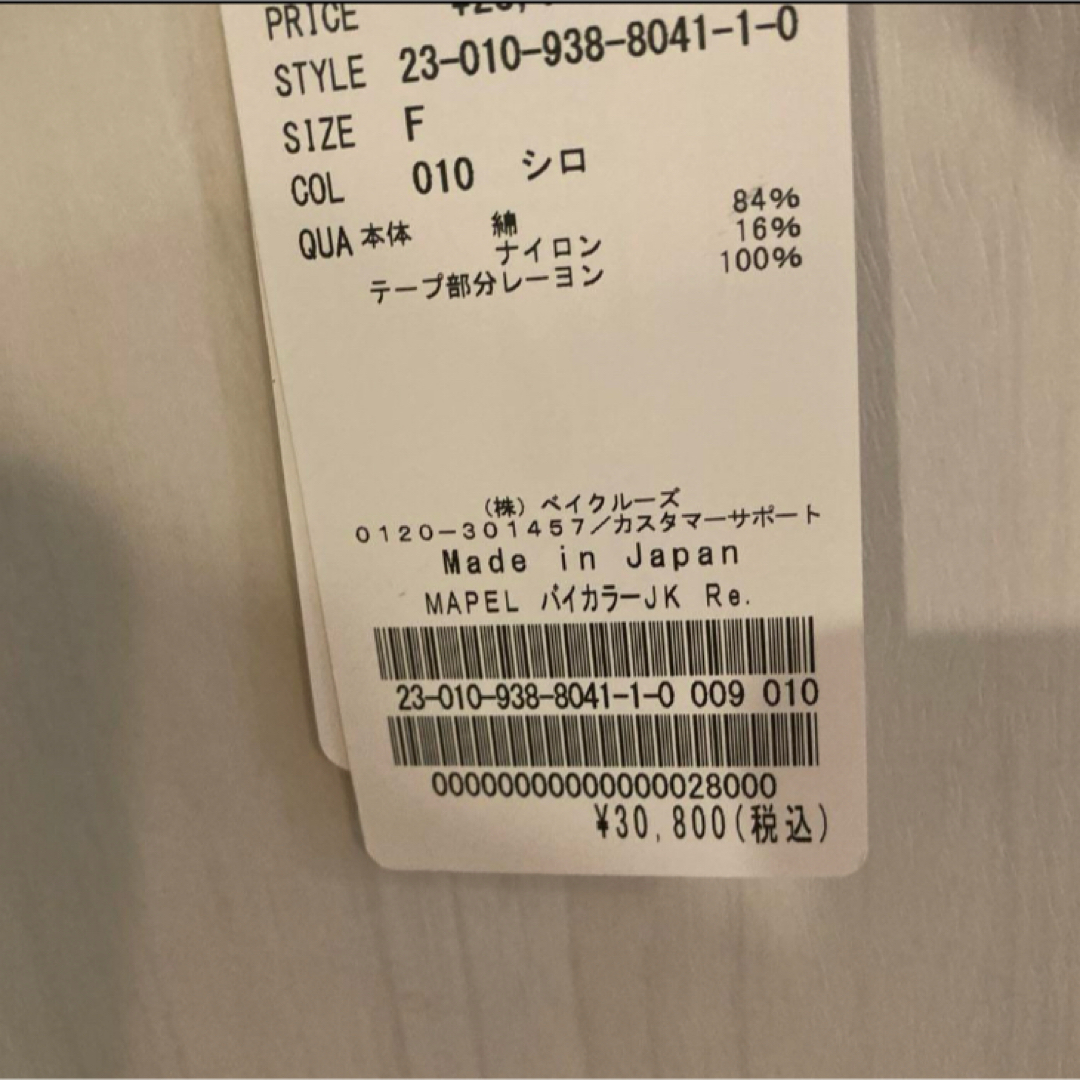 PRICE
STYLE 23-010-938-8041-1-0
SIZE F
COL 010 シロ
QUA 本体 綿 84%
ナイロン 16%
テープ部分レーヨン 100%
(株)ベイクルーズ
0120-301457/カスタマーサポート
Made in Japan
MAPEL バイカラーJK Re.
23-010-938-8041-1-0 009 010
00000000000000028000
¥30,800(税込)